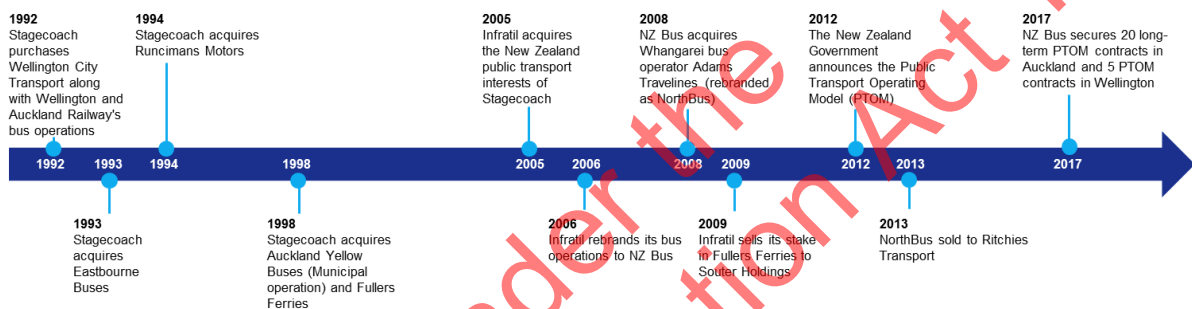 1992
Stagecoach
purchases
Wellington City
Transport along
with Wellington and
Auckland Railway's
bus operations
1994
Stagecoach acquires
Runcimans Motors
2005
Infratil acquires
the New Zealand
public transport
interests of
Stagecoach
2008
NZ Bus acquires
Whangarei bus
operator Adams
Travelines (rebranded
as NorthBus)
2012
The New Zealand
Government
announces the Public
Transport Operating
Model (PTOM)
2017
NZ Bus secures 20 long-
term PTOM contracts in
Auckland and 5 PTOM
contracts in Wellington
1992 1993 1994 1998 2005 2006 2008 2009 2012 2013 2017
1993
Stagecoach
acquires
Eastbourne
Buses
1998
Stagecoach acquires
Auckland Yellow
Buses (Municipal
operation) and Fullers
Ferries
2006
Infratil rebrands its bus
operations to NZ Bus
2009
Infratil sells its stake
in Fullers Ferries to
Souter Holdings
2013
NorthBus sold to Ritchies
Transport
under the
tion Act